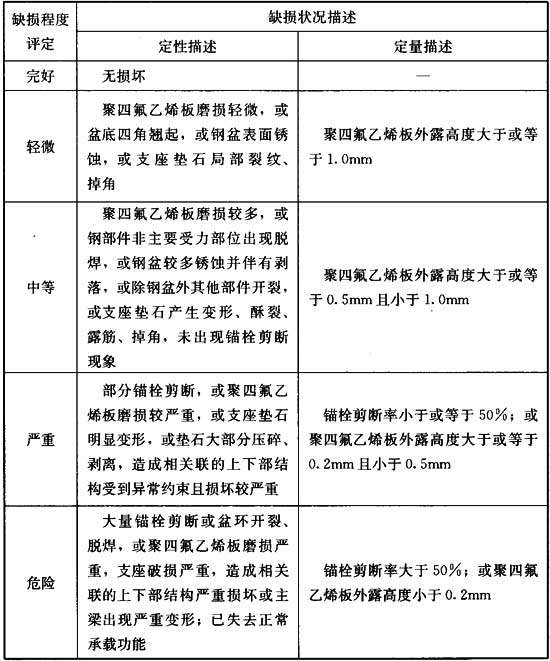 缺损程度
评定
缺损状况描述
定性描述
定量描述
完好
无损坏
—
轻微
聚四氟乙烯板磨损轻微，或
盆底四角翘起，或钢盆表面锈
蚀，或支座垫石局部裂纹、
掉角
聚四氟乙烯板外露高度大于或等
于1.0mm
中等
聚四氟乙烯板磨损较多，或
钢部件非主要受力部位出现脱
焊，或钢盆较多锈蚀并伴有剥
落，或除钢盆外其他部件开裂，
或支座垫石产生变形、酥裂、
露筋、掉角，未出现锚栓剪断
现象
聚四氟乙烯板外露高度大于或等
于0.5mm且小于1.0mm
严重
部分锚栓剪断，或聚四氟乙
烯板磨损较严重，或支座垫石
明显变形，或垫石大部分压碎、
剥离，造成相关联的上下部结
构受到异常约束且损坏较严重
锚栓剪断率小于或等于50%；或
聚四氟乙烯板外露高度大于或等于
0.2mm且小于0.5mm
危险
大量锚栓剪断或盆环开裂、
脱焊，或聚四氟乙烯板磨损严
重，支座破损严重，造成相关
联的上下部结构严重损坏或主
梁出现严重变形；已失去正常
承载功能
锚栓剪断率大于50%；或聚四氟
乙烯板外露高度小于0.2mm